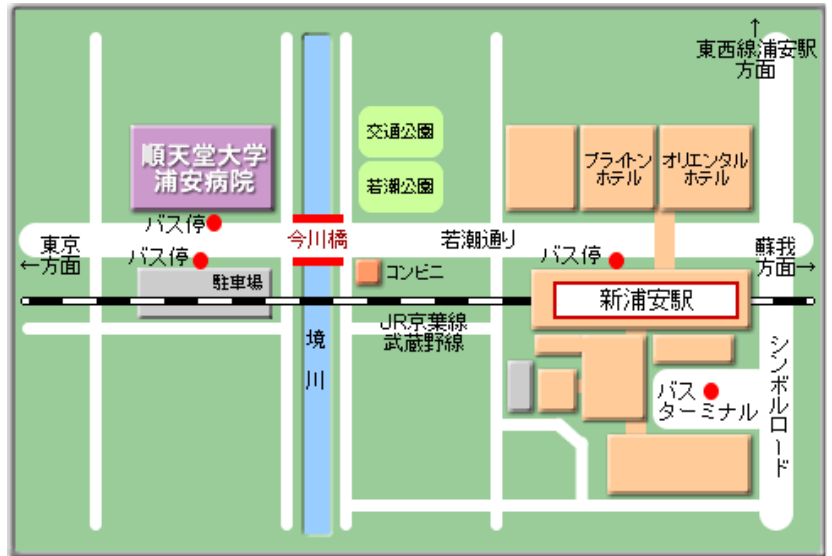 ↑
東西線浦安駅
方面
交通公園
若潮公園
順天堂大学
浦安病院
ブライトン
ホテル
オリエンタル
ホテル
バス停
バス停
今川橋
若潮通り
バス停
東京
←方面
蘇我
方面→
コンビニ
駐車場
新浦安駅
JR京葉線
武蔵野線
境川
シンボルロード
バス
ターミナル